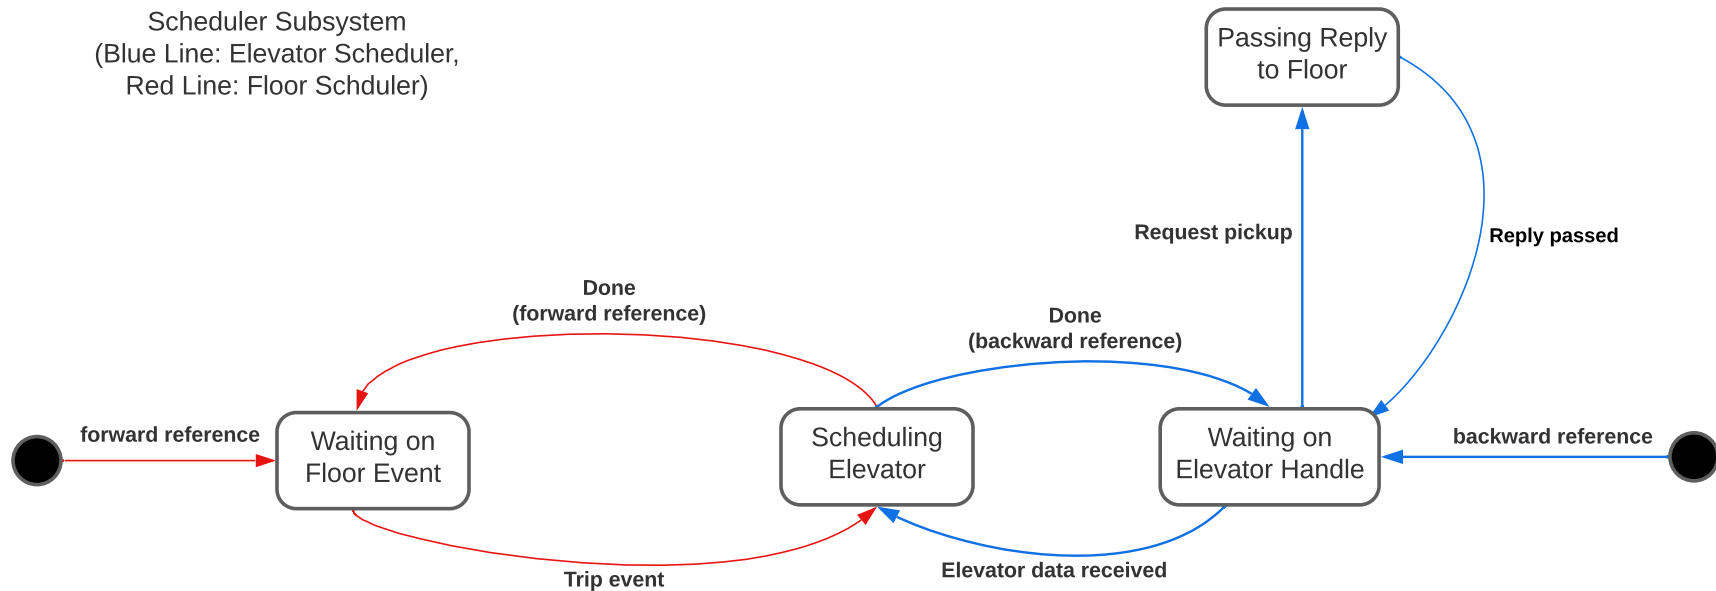 Scheduler Subsystem
(Blue Line: Elevator Scheduler,
Red Line: Floor Schduler)
Passing Reply
to Floor
Request pickup
Reply passed
Done
(forward reference)
Done
(backward reference)
forward reference
Waiting on
Floor Event
Scheduling
Elevator
Waiting on
Elevator Handle
backward reference
Trip event
Elevator data received